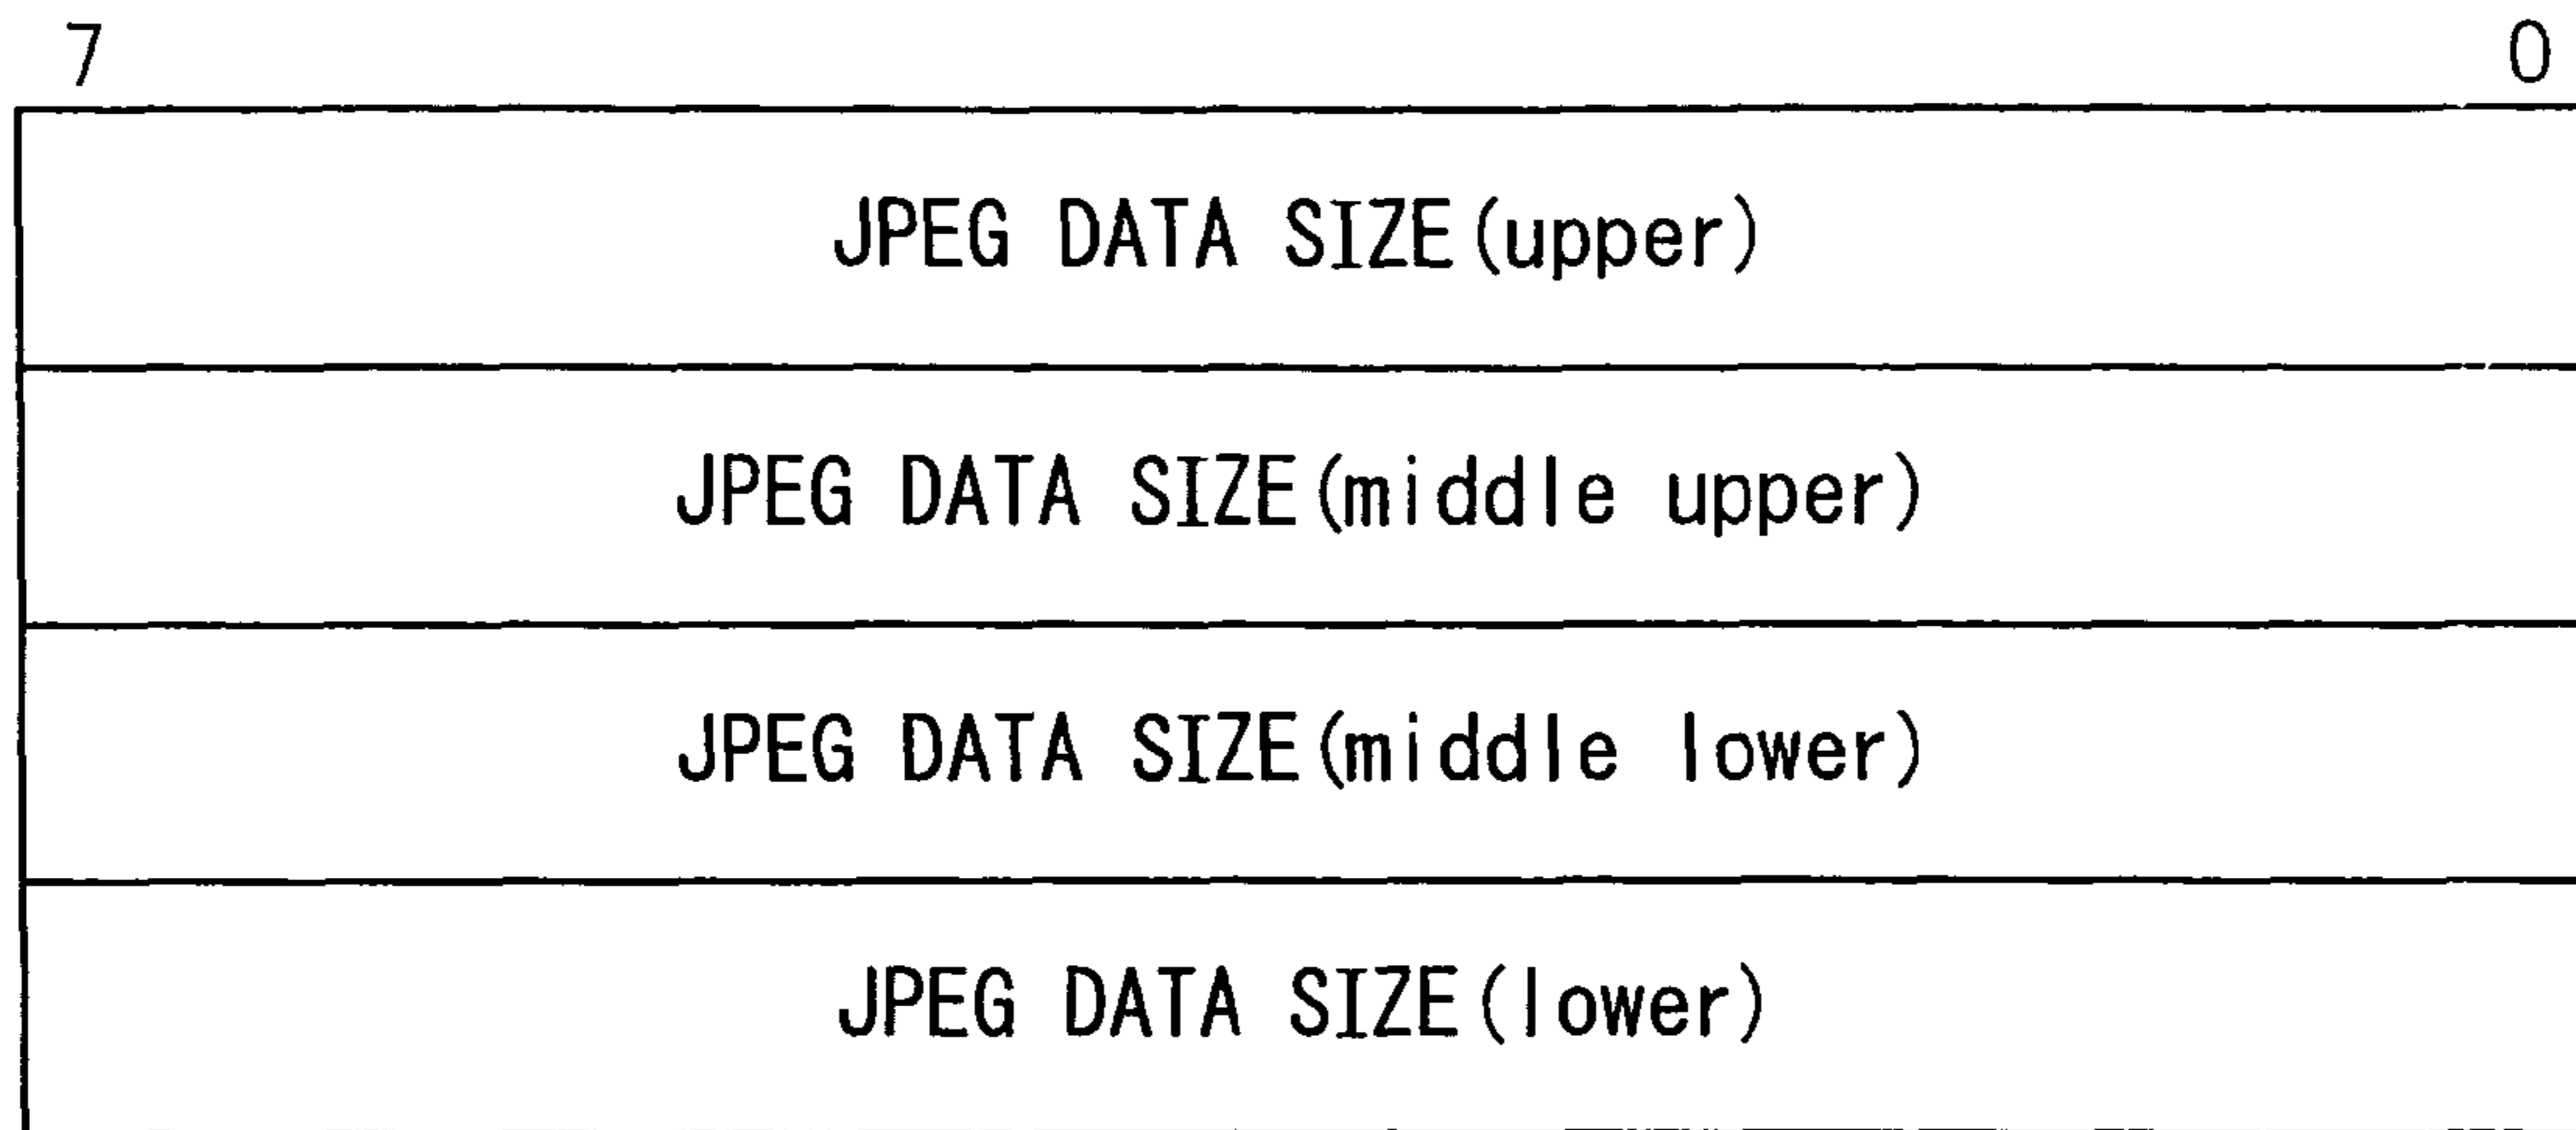 7 0
JPEG DATA SIZE(upper)
JPEG DATA SIZE(middle upper)
JPEG DATA SIZE(middle lower)
JPEG DATA SIZE(lower)